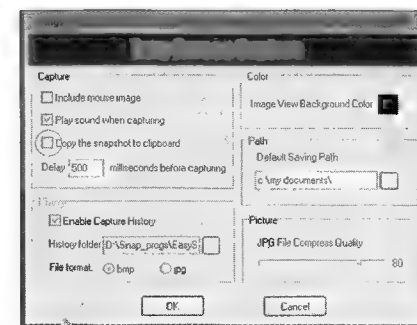 Capture
Include mouse image
Play sound when capturing
Copy the snapshot to clipboard
Delay 500 milliseconds before capturing
Enable Capture History
History folder D:\Snap_progs\EasyS
File format. bmp jpg
Color
Image View Background Color
Path
Default Saving Path
c:\my documents\
Picture
JPG File Compress Quality
80
OK
Cancel